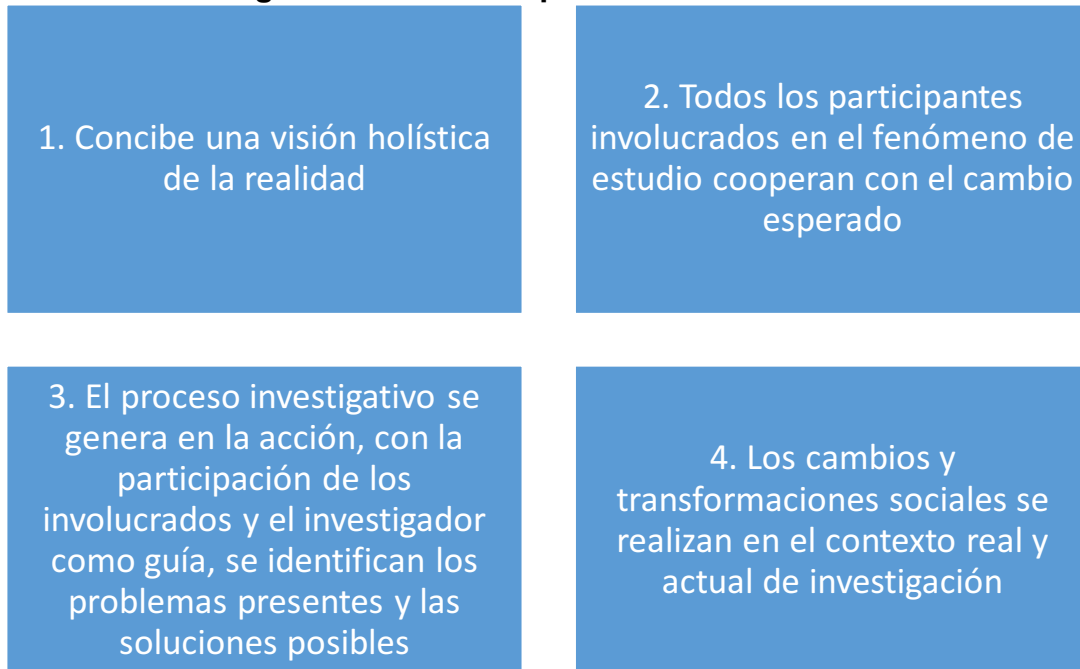 1. Concibe una visión holística
de la realidad
2. Todos los participantes
involucrados en el fenómeno de
estudio cooperan con el cambio
esperado
3. El proceso investigativo se
genera en la acción, con la
participación de los
involucrados y el investigador
como guía, se identifican los
problemas presentes y las
soluciones posibles
4. Los cambios y
transformaciones sociales se
realizan en el contexto real y
actual de investigación